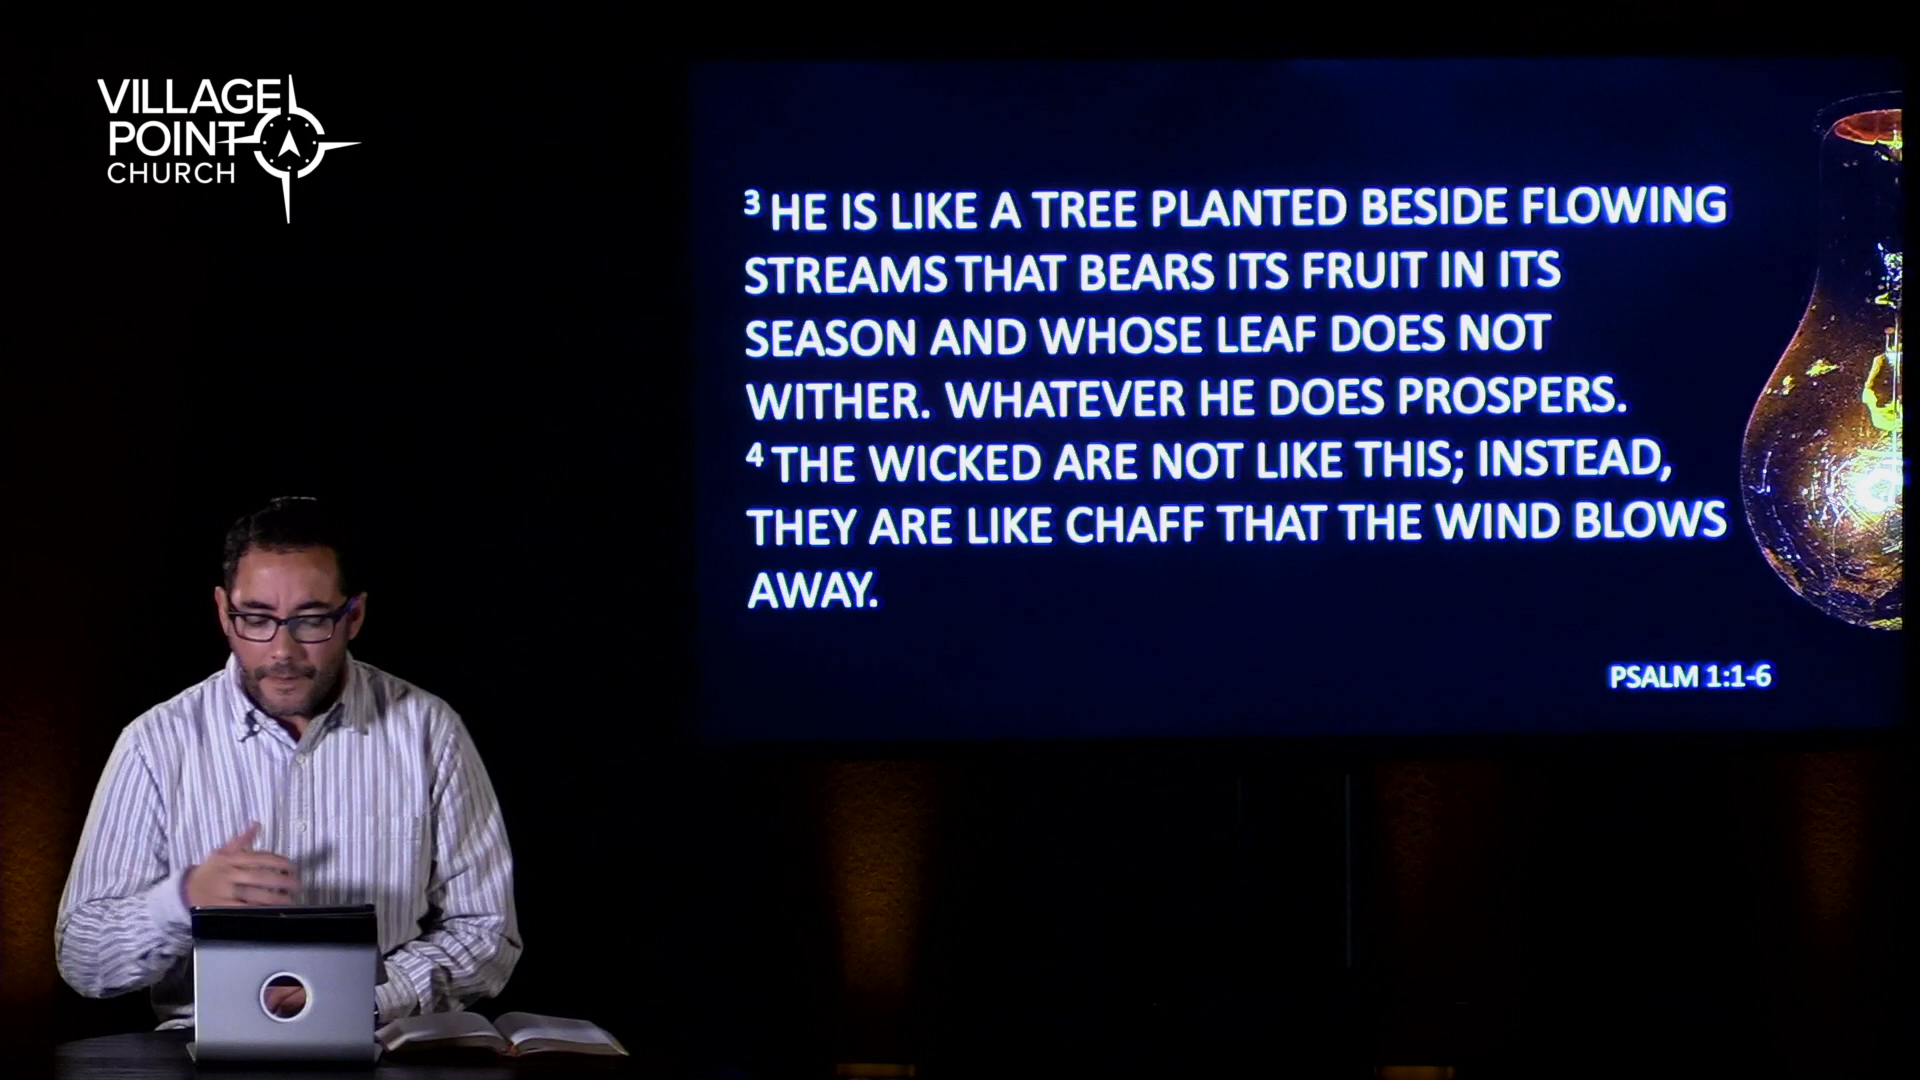 VILLAGE
POINT
CHURCH
3 HE IS LIKE A TREE PLANTED BESIDE FLOWING
STREAMS THAT BEARS ITS FRUIT IN ITS
SEASON AND WHOSE LEAF DOES NOT
WITHER. WHATEVER HE DOES PROSPERS.
4 THE WICKED ARE NOT LIKE THIS; INSTEAD,
THEY ARE LIKE CHAFF THAT THE WIND BLOWS
AWAY.
PSALM 1:1-6